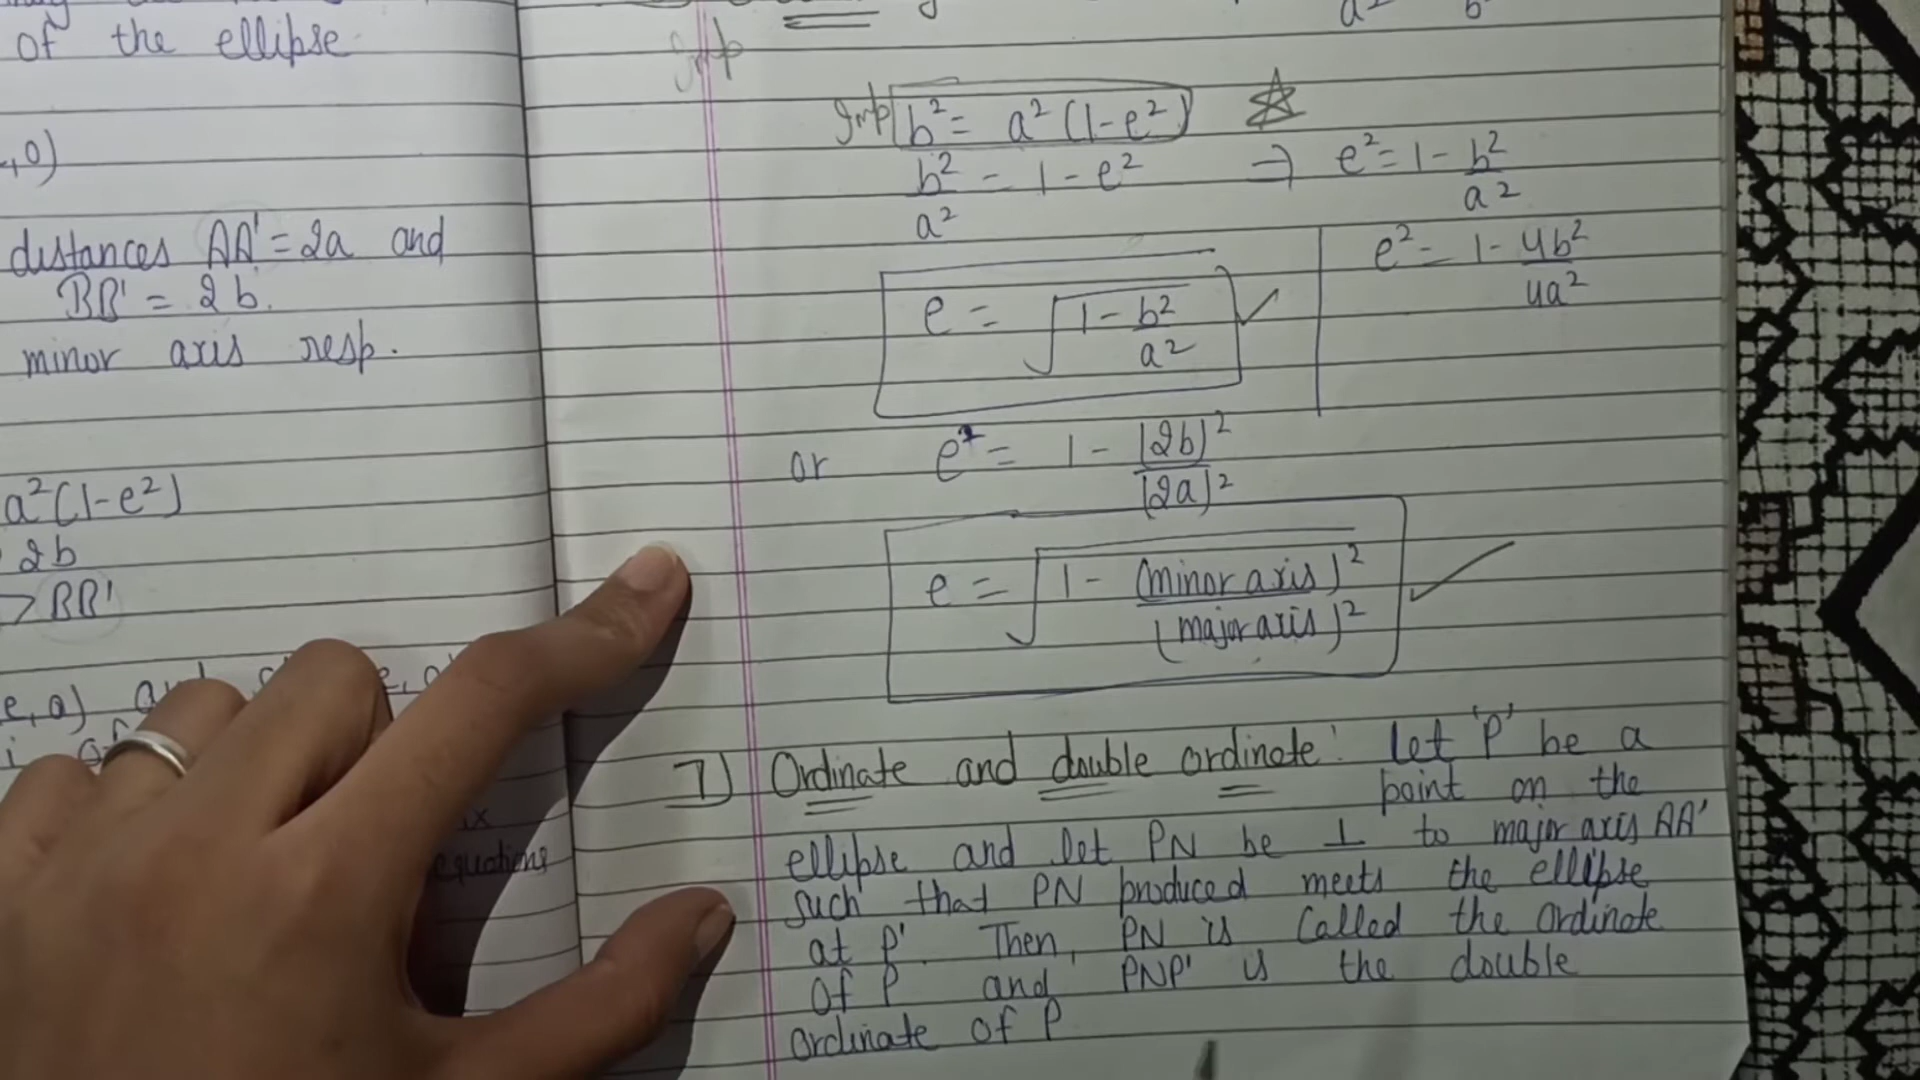 of the ellipse
,0)
distances AA' = 2a and
BB' = 2b.
minor axis resp.
a²(1-e²)
2b
> BB'
e, a) and
equations
Imp
Imp b² = a²(1-e²)
b²/a² = 1-e² ⇒ e² = 1 - b²/a²
e = √(1 - b²/a²) ✓
e² = 1 - 4b²/4a²
or e² = 1 - (2b)²/(2a)²
e = √(1 - (minor axis)²/(major axis)²) ✓
7) Ordinate and double ordinate: Let 'P' be a
point on the
ellipse and let PN be ⊥ to major axis AA'
such that PN produced meets the ellipse
at P'. Then, PN is called the ordinate
of P and PNP' is the double
ordinate of P